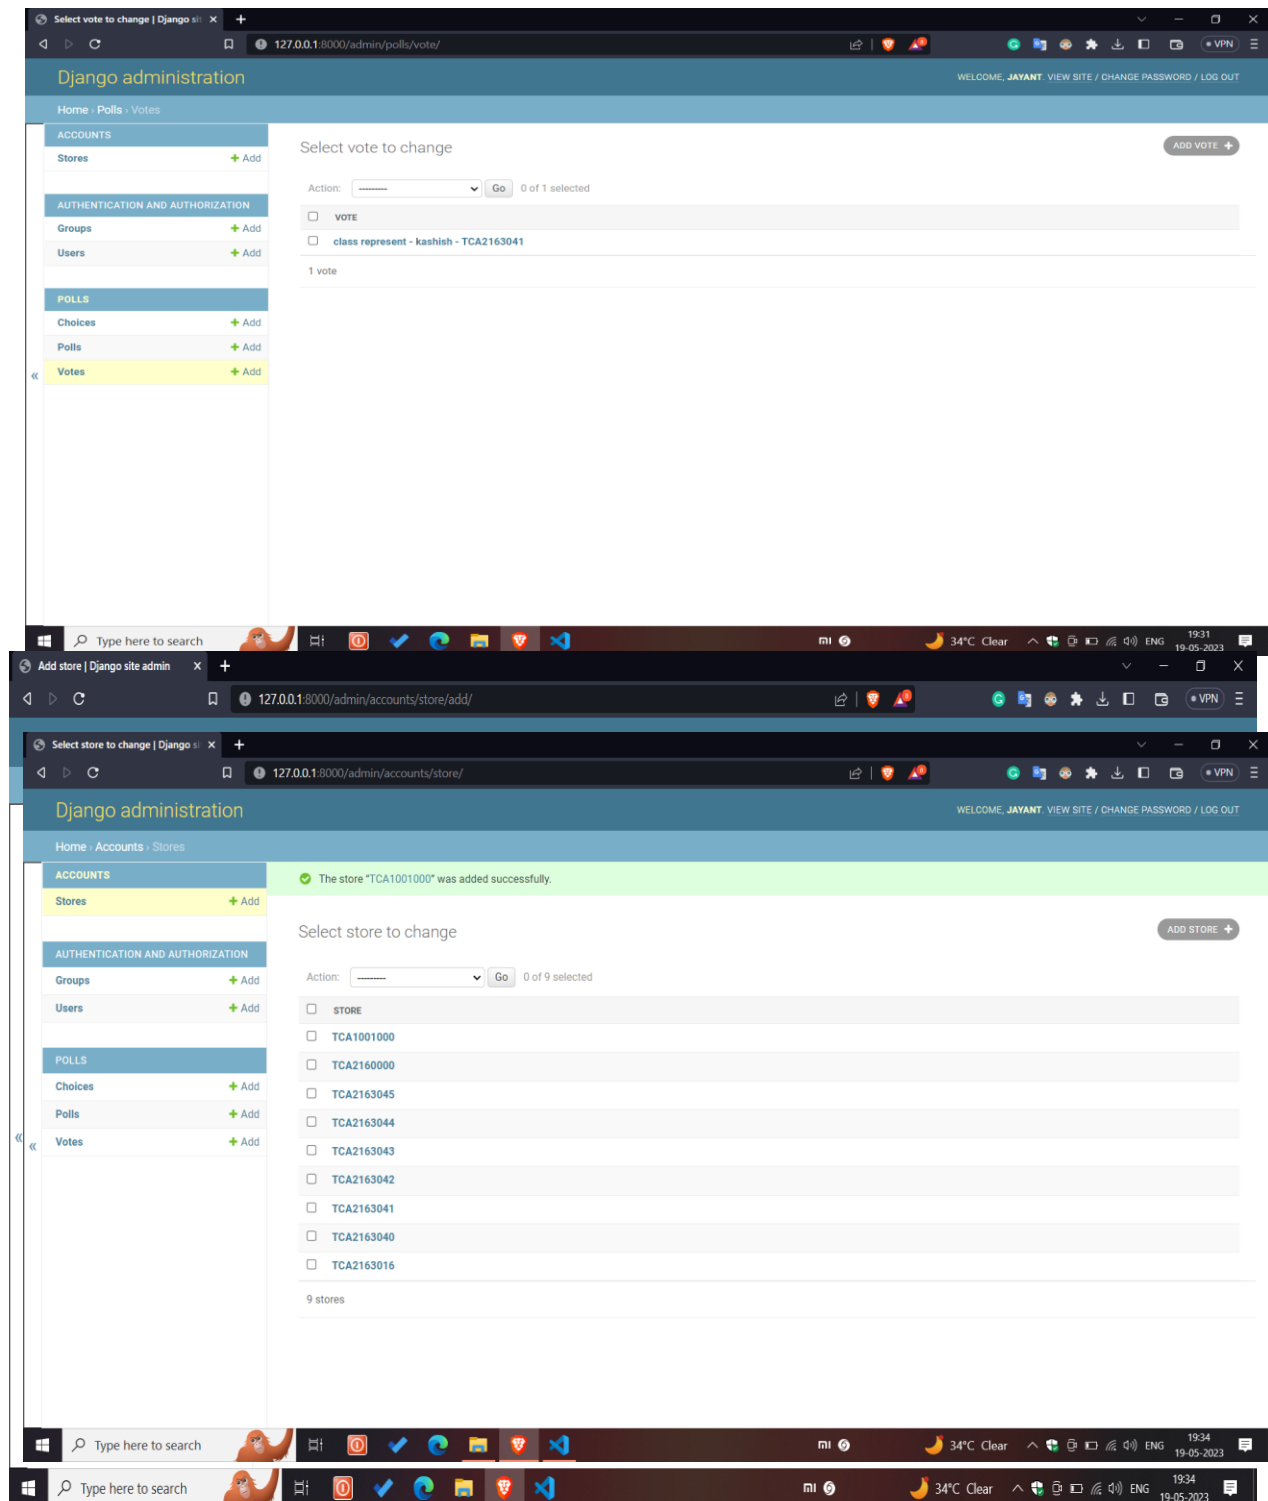 Select vote to change | Django sit
127.0.0.1:8000/admin/polls/vote/
VPN
Django administration
WELCOME, JAYANT. VIEW SITE / CHANGE PASSWORD / LOG OUT
Home › Polls › Votes
ACCOUNTS
Stores + Add
AUTHENTICATION AND AUTHORIZATION
Groups + Add
Users + Add
POLLS
Choices + Add
Polls + Add
Votes + Add
«
Select vote to change
ADD VOTE +
Action: --------- Go 0 of 1 selected
VOTE
class represent - kashish - TCA2163041
1 vote
Type here to search
34°C Clear
ENG
19:31
19-05-2023
Add store | Django site admin
127.0.0.1:8000/admin/accounts/store/add/
VPN
Select store to change | Django si
127.0.0.1:8000/admin/accounts/store/
VPN
Django administration
WELCOME, JAYANT. VIEW SITE / CHANGE PASSWORD / LOG OUT
Home › Accounts › Stores
ACCOUNTS
Stores + Add
AUTHENTICATION AND AUTHORIZATION
Groups + Add
Users + Add
POLLS
Choices + Add
Polls + Add
Votes + Add
« «
The store "TCA1001000" was added successfully.
Select store to change
ADD STORE +
Action: --------- Go 0 of 9 selected
STORE
TCA1001000
TCA2160000
TCA2163045
TCA2163044
TCA2163043
TCA2163042
TCA2163041
TCA2163040
TCA2163016
9 stores
Type here to search
34°C Clear
ENG
19:34
19-05-2023
Type here to search
34°C Clear
ENG
19:34
19-05-2023